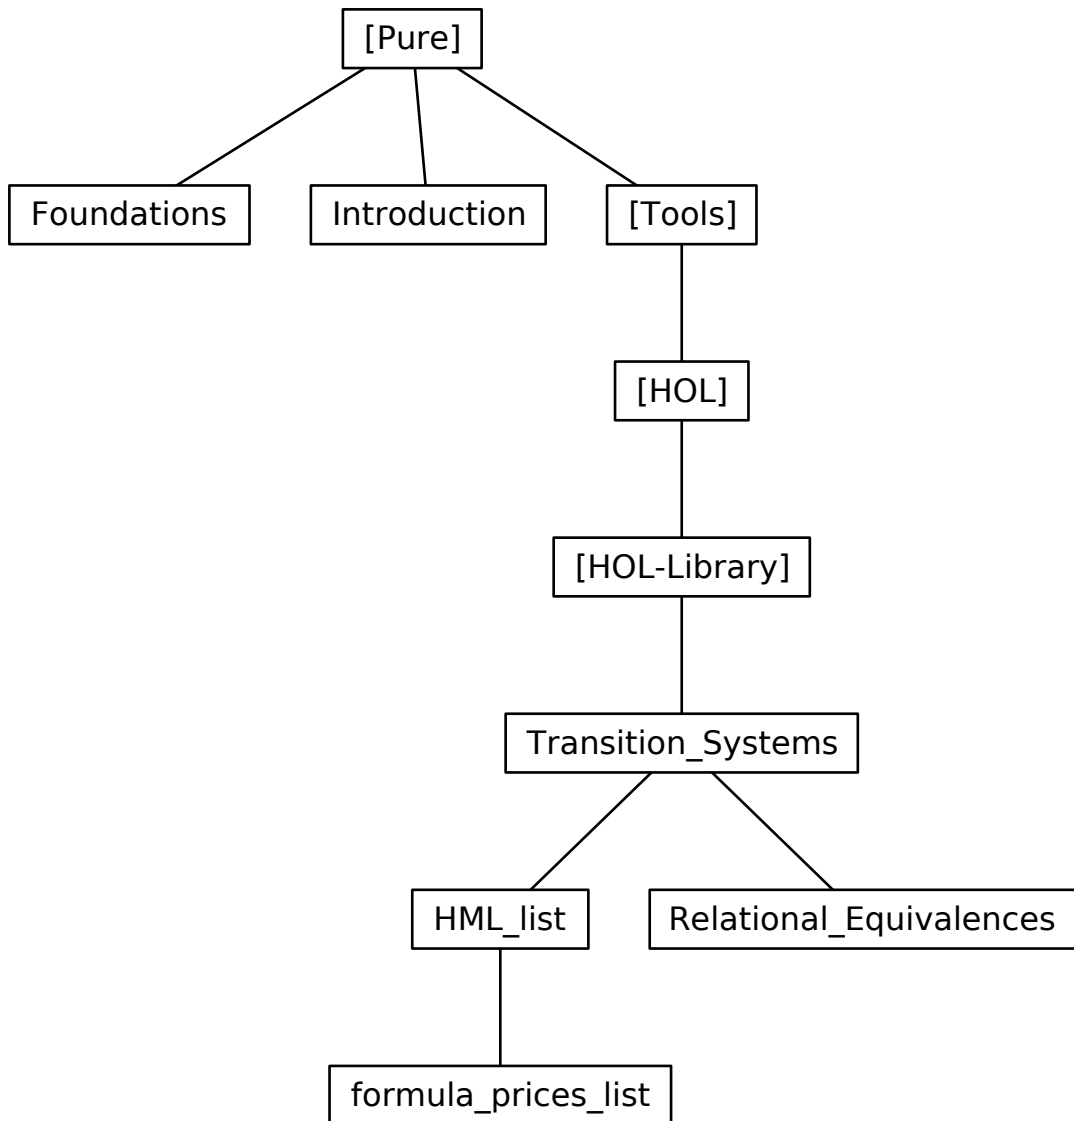 [Pure]
Foundations
Introduction
[Tools]
[HOL]
[HOL-Library]
Transition_Systems
HML_list
Relational_Equivalences
formula_prices_list